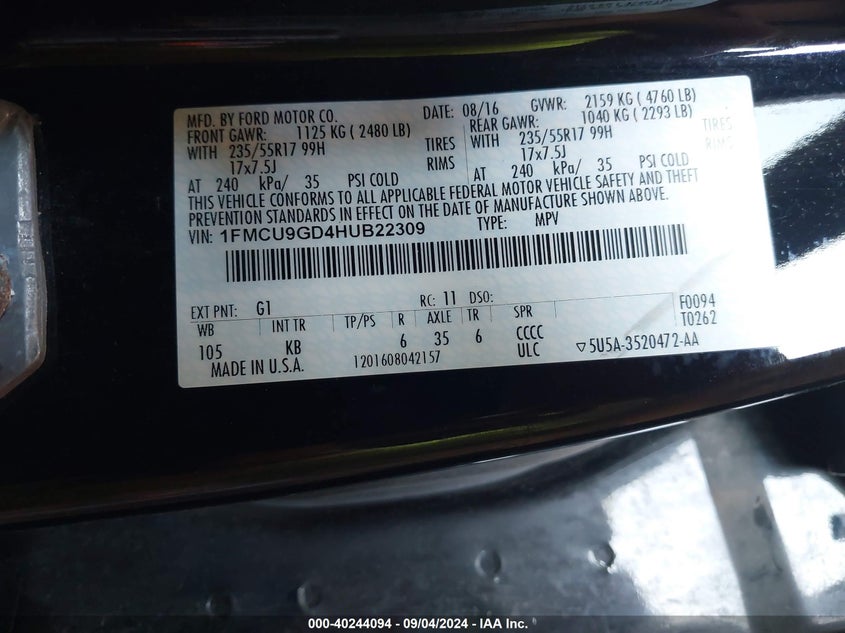 MFD. BY FORD MOTOR CO. DATE: 08/16 GVWR: 2159 KG ( 4760 LB)
FRONT GAWR: 1125 KG ( 2480 LB) REAR GAWR: 1040 KG ( 2293 LB)
WITH 235/55R17 99H TIRES WITH 235/55R17 99H TIRES
17x7.5J RIMS 17x7.5J RIMS
AT 240 kPa/ 35 PSI COLD AT 240 kPa/ 35 PSI COLD
THIS VEHICLE CONFORMS TO ALL APPLICABLE FEDERAL MOTOR VEHICLE SAFETY AND THEFT
PREVENTION STANDARDS IN EFFECT ON THE DATE OF MANUFACTURE SHOWN ABOVE.
VIN: 1FMCU9GD4HUB22309 TYPE: MPV
EXT PNT: G1 RC: 11 DSO: F0094
WB INT TR TP/PS R AXLE TR SPR T0262
105 KB 6 35 6 CCCC
ULC ▽5U5A-3520472-AA
MADE IN U.S.A. 1201608042157
000-40244094 - 09/04/2024 - IAA Inc.